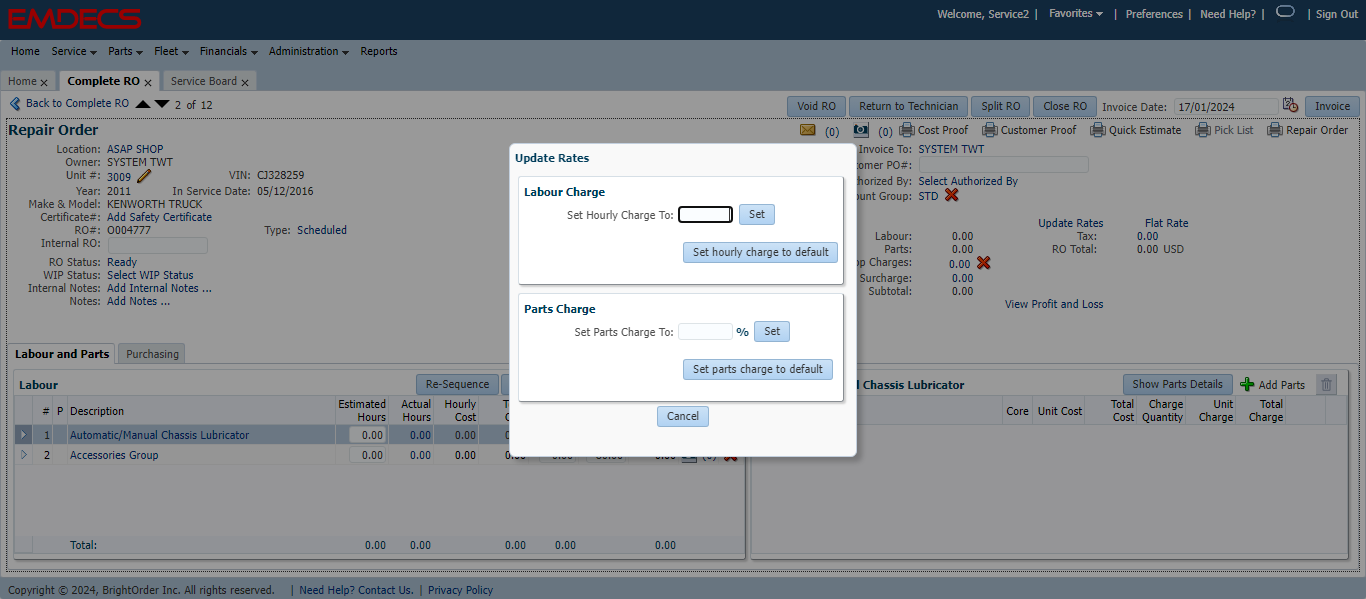 EMDECS
Welcome, Service2 | Favorites | Preferences | Need Help? | | Sign Out
Home Service Parts Fleet Financials Administration Reports
Home Complete RO Service Board
Back to Complete RO 2 of 12 Void RO Return to Technician Split RO Close RO Invoice Date: 17/01/2024 Invoice
Repair Order (0) (0) Cost Proof Customer Proof Quick Estimate Pick List Repair Order
Location: ASAP SHOP
Owner: SYSTEM TWT
Unit #: 3009 VIN: CJ328259
Year: 2011 In Service Date: 05/12/2016
Make & Model: KENWORTH TRUCK
Certificate#: Add Safety Certificate
RO#: O004777 Type: Scheduled
Internal RO:
RO Status: Ready
WIP Status: Select WIP Status
Internal Notes: Add Internal Notes ...
Notes: Add Notes ...
Invoice To: SYSTEM TWT
tomer PO#:
horized By: Select Authorized By
ount Group: STD
Update Rates Flat Rate
Labour: 0.00 Tax: 0.00
Parts: 0.00 RO Total: 0.00 USD
op Charges: 0.00
Surcharge: 0.00
Subtotal: 0.00
View Profit and Loss
Update Rates
Labour Charge
Set Hourly Charge To: Set
Set hourly charge to default
Parts Charge
Set Parts Charge To: % Set
Set parts charge to default
Cancel
Labour and Parts Purchasing
Labour Re-Sequence
# P Description Estimated Hours Actual Hours Hourly Cost
1 Automatic/Manual Chassis Lubricator 0.00 0.00 0.00
2 Accessories Group 0.00 0.00 0.00 0.00 0.00 (0)
Total: 0.00 0.00 0.00 0.00 0.00
Chassis Lubricator Show Parts Details Add Parts
Core Unit Cost Total Cost Charge Quantity Unit Charge Total Charge
Copyright © 2024, BrightOrder Inc. All rights reserved. | Need Help? Contact Us. | Privacy Policy